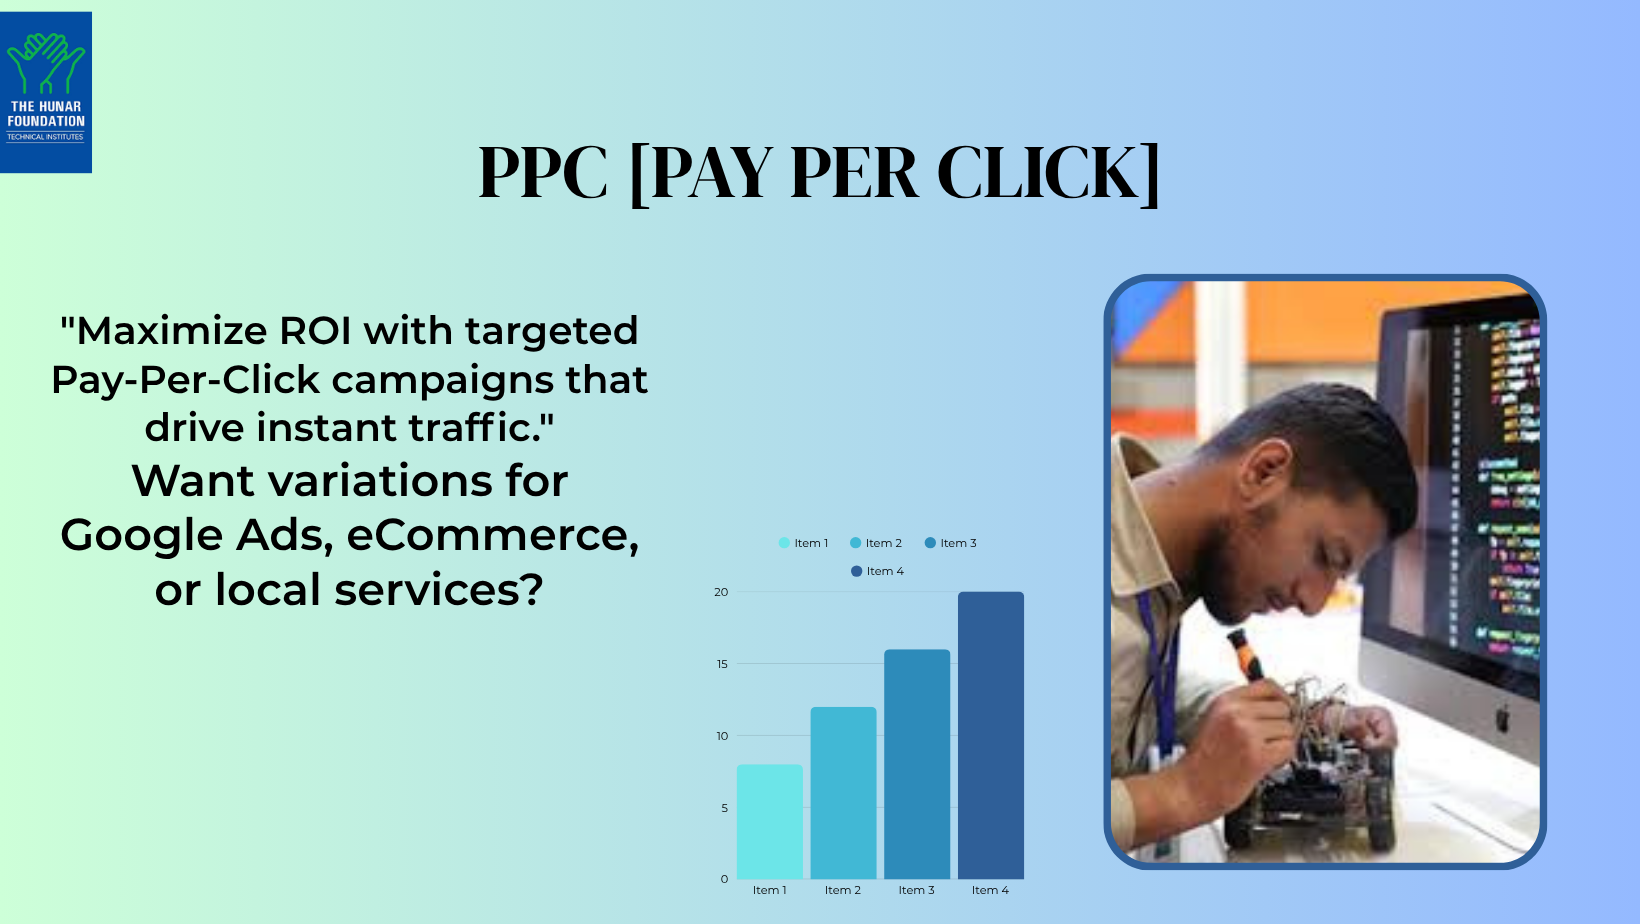 THE HUNAR
FOUNDATION
TECHNICAL INSTITUTES
PPC [PAY PER CLICK]
"Maximize ROI with targeted
Pay-Per-Click campaigns that
drive instant traffic."
Want variations for
Google Ads, eCommerce,
or local services?
Item 1 Item 2 Item 3
Item 4
20
15
10
5
0
Item 1 Item 2 Item 3 Item 4